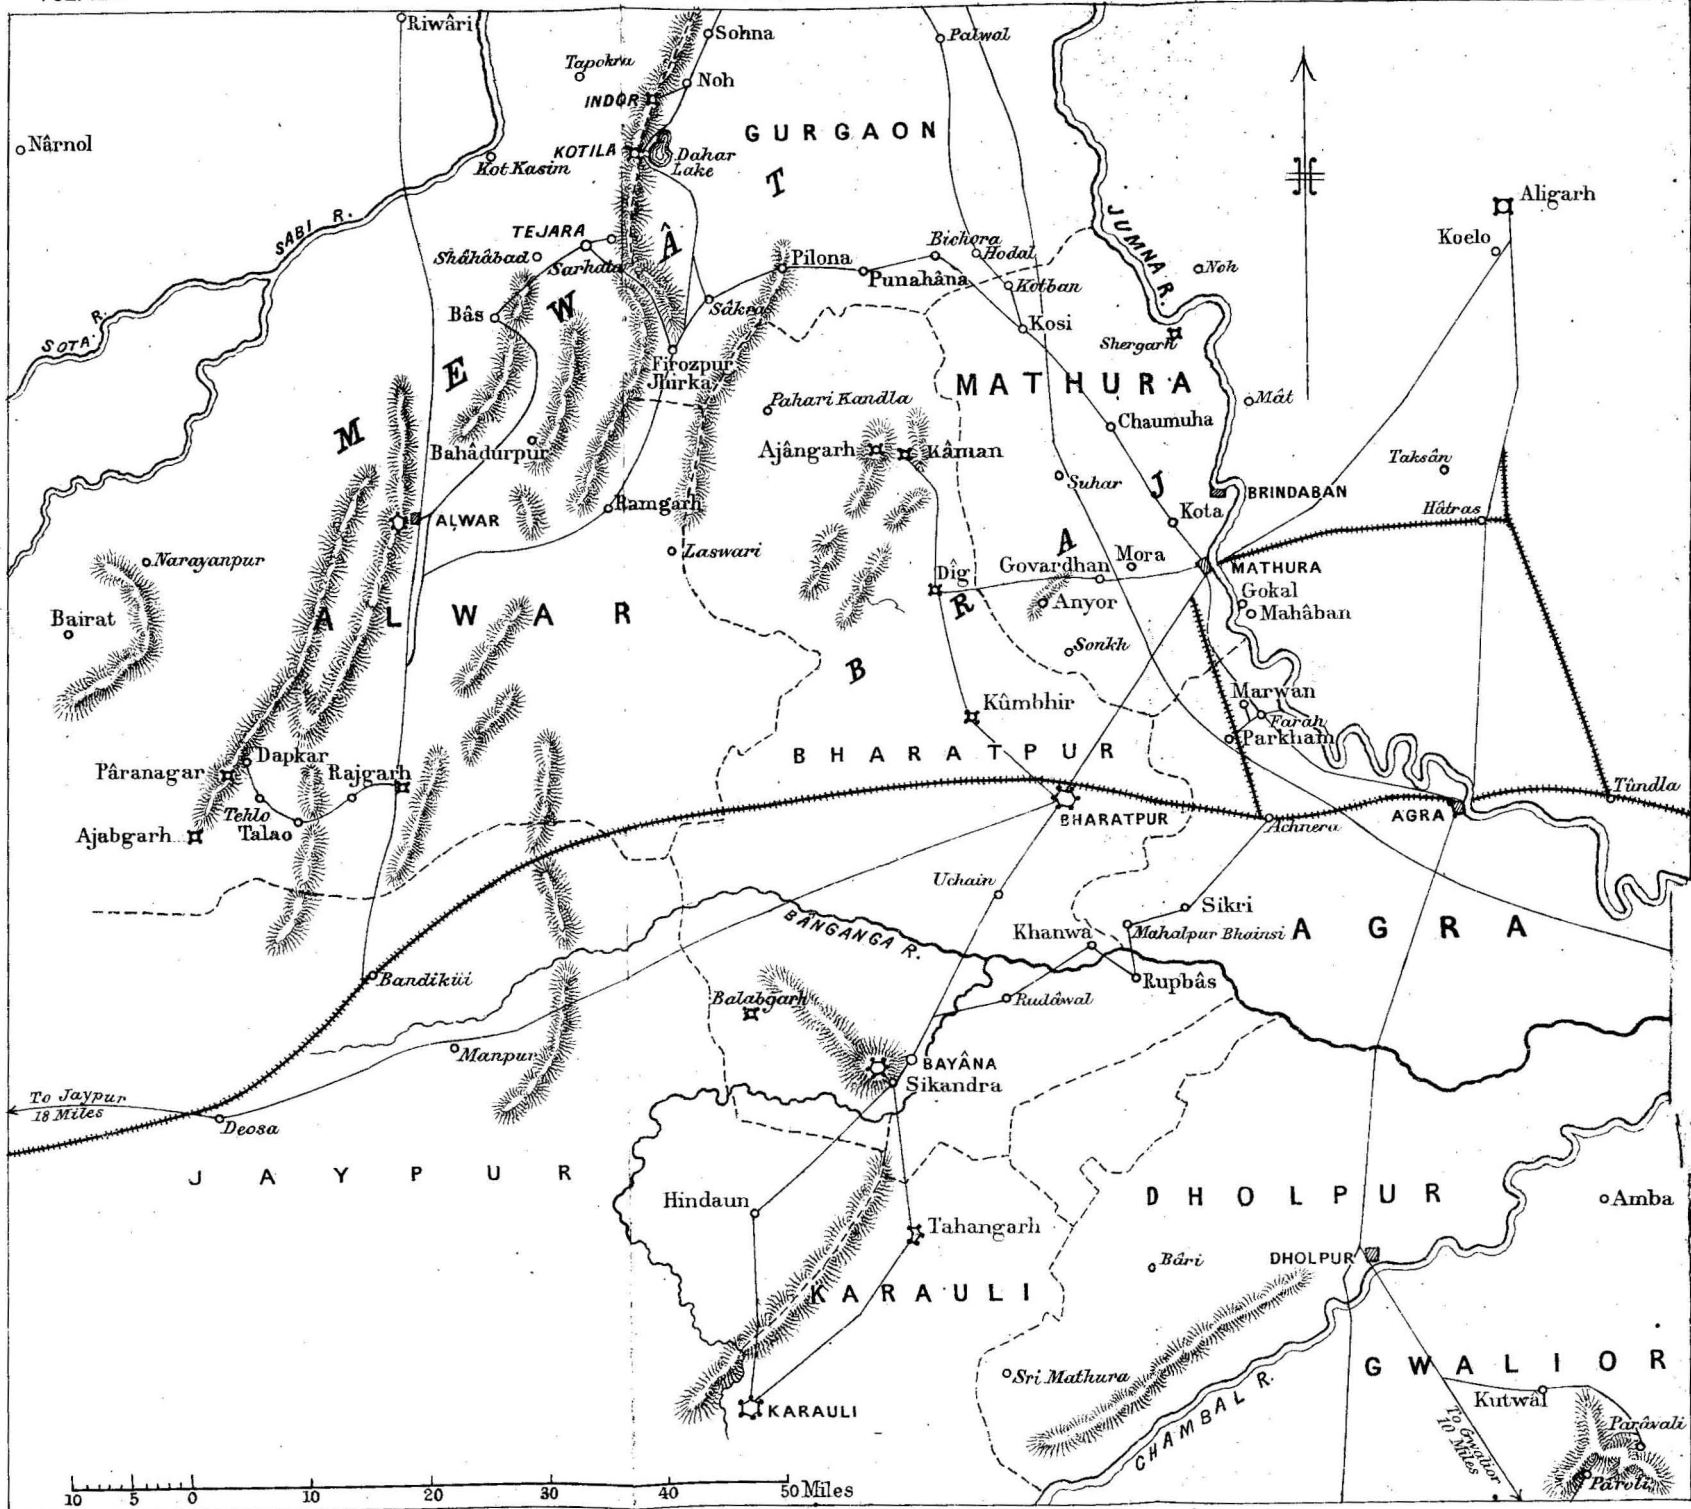 Riwâri
Sohna
Palwal
Tapokra
Noh
INDOR
GURGAON
Nârnol
KOTILA
Dahar
Lake
Kot Kasim
Aligarh
JUMNA R.
SABI R.
TEJARA
Bichora
Koelo
Shâhâbad
Sarhata
Pilona
Hodal
Noh
Punahâna
Kotban
Bâs
Sâkra
Kosi
SOTA R.
Shergarh
MEWÂT
Firozpur
Jhirka
MATHURA
Pahari Kandla
Mât
Chaumuha
Bahâdurpur
Ajângarh
Kâman
Taksân
Suhar
BRINDABAN
ALWAR
Ramgarh
Kota
Hâtras
Narayanpur
Laswari
BRAJ
Govardhan
Mora
MATHURA
Dîg
Gokal
Anyor
Mahâban
Bairat
ALWAR
Sonkh
Marwan
Kûmbhir
Farah
Parkham
BHARATPUR
Dapkar
Pâranagar
Rajgarh
Tehlo
Talao
Ajabgarh
Tûndla
BHARATPUR
Achnera
AGRA
Uchain
Sikri
BÂNGANGA R.
Khanwa
Mahalpur Bhainsi
AGRA
Bandiküi
Rupbâs
Balabgarh
Rudâwal
Manpur
BAYÂNA
Sikandra
To Jaypur
18 Miles
Deosa
JAYPUR
Hindaun
DHOLPUR
Amba
Tahangarh
Bâri
DHOLPUR
KARAULI
Sri Mathura
GWALIOR
CHAMBAL R.
Kutwâl
KARAULI
To Gwalior
10 Miles
Parâvali
Paroli
10 5 0 10 20 30 40 50 Miles